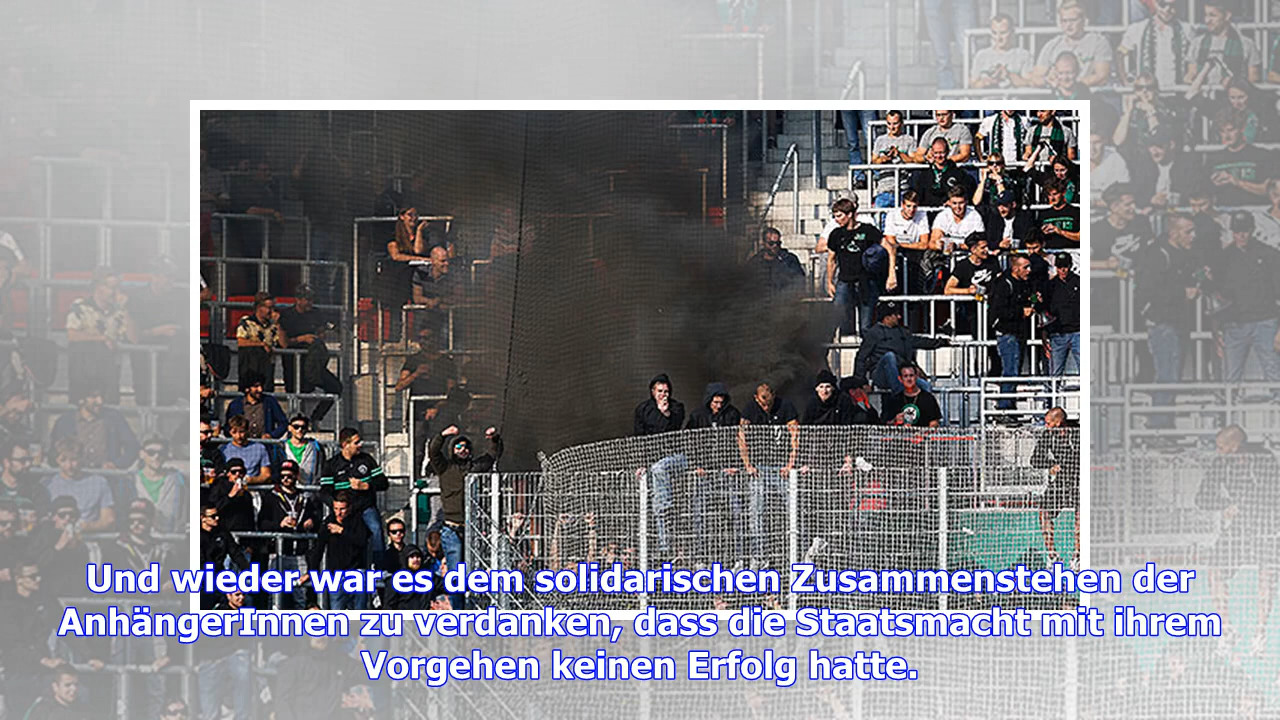 Und wieder war es dem solidarischen Zusammenstehen der
AnhängerInnen zu verdanken, dass die Staatsmacht mit ihrem
Vorgehen keinen Erfolg hatte.